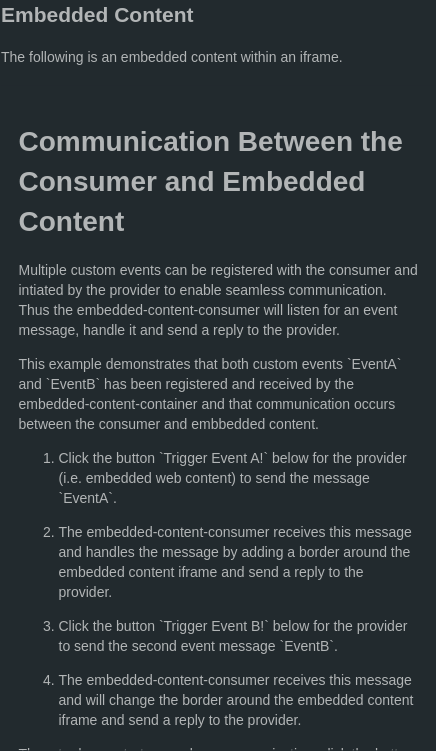 Embedded Content
The following is an embedded content within an iframe.
Communication Between the
Consumer and Embedded
Content
Multiple custom events can be registered with the consumer and
intiated by the provider to enable seamless communication.
Thus the embedded-content-consumer will listen for an event
message, handle it and send a reply to the provider.
This example demonstrates that both custom events `EventA`
and `EventB` has been registered and received by the
embedded-content-container and that communication occurs
between the consumer and embbedded content.
1. Click the button `Trigger Event A!` below for the provider
(i.e. embedded web content) to send the message
`EventA`.
2. The embedded-content-consumer receives this message
and handles the message by adding a border around the
embedded content iframe and send a reply to the
provider.
3. Click the button `Trigger Event B!` below for the provider
to send the second event message `EventB`.
4. The embedded-content-consumer receives this message
and will change the border around the embedded content
iframe and send a reply to the provider.